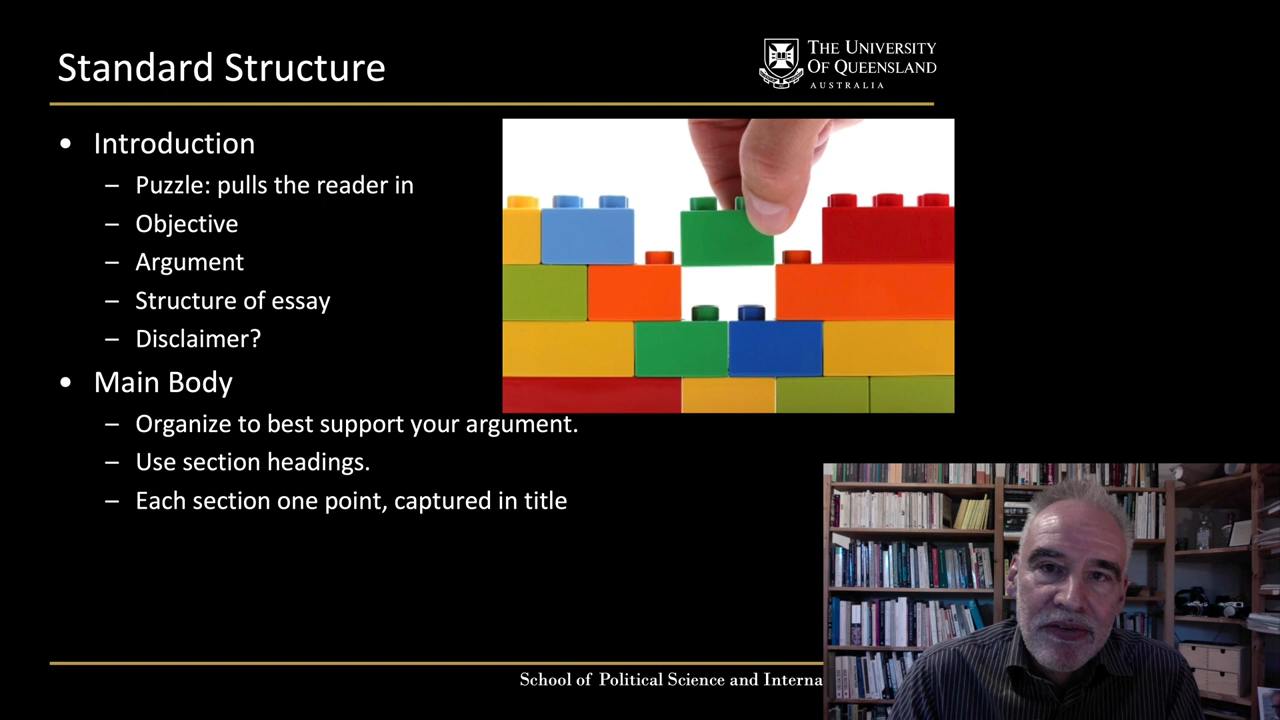 Standard Structure
THE UNIVERSITY
OF QUEENSLAND
AUSTRALIA
• Introduction
– Puzzle: pulls the reader in
– Objective
– Argument
– Structure of essay
– Disclaimer?
• Main Body
– Organize to best support your argument.
– Use section headings.
– Each section one point, captured in title
School of Political Science and Interna